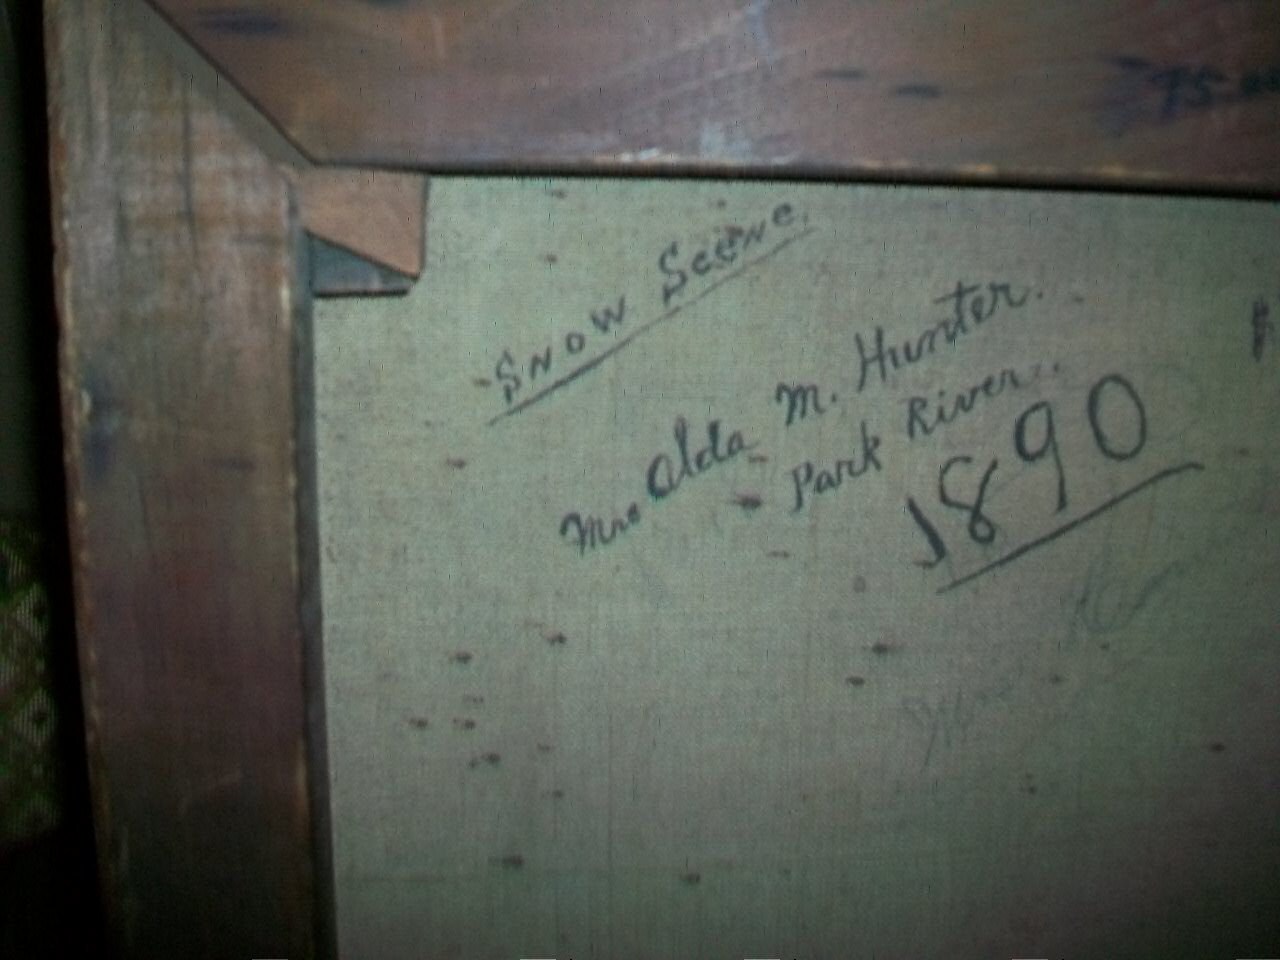 Snow Scene.
Mrs Alda M. Hunter.
Park River.
1890